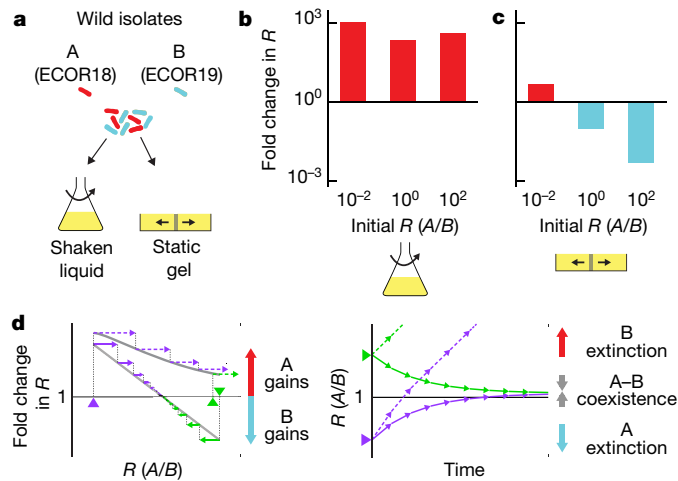 a
Wild isolates
A
(ECOR18)
B
(ECOR19)
Shaken
liquid
Static
gel
b
Fold change in R
10³
10⁰
10⁻³
10⁻² 10⁰ 10²
Initial R (A/B)
c
10⁻² 10⁰ 10²
Initial R (A/B)
d
Fold change
in R
1
R (A/B)
A
gains
B
gains
R (A/B)
1
Time
B
extinction
A–B
coexistence
A
extinction